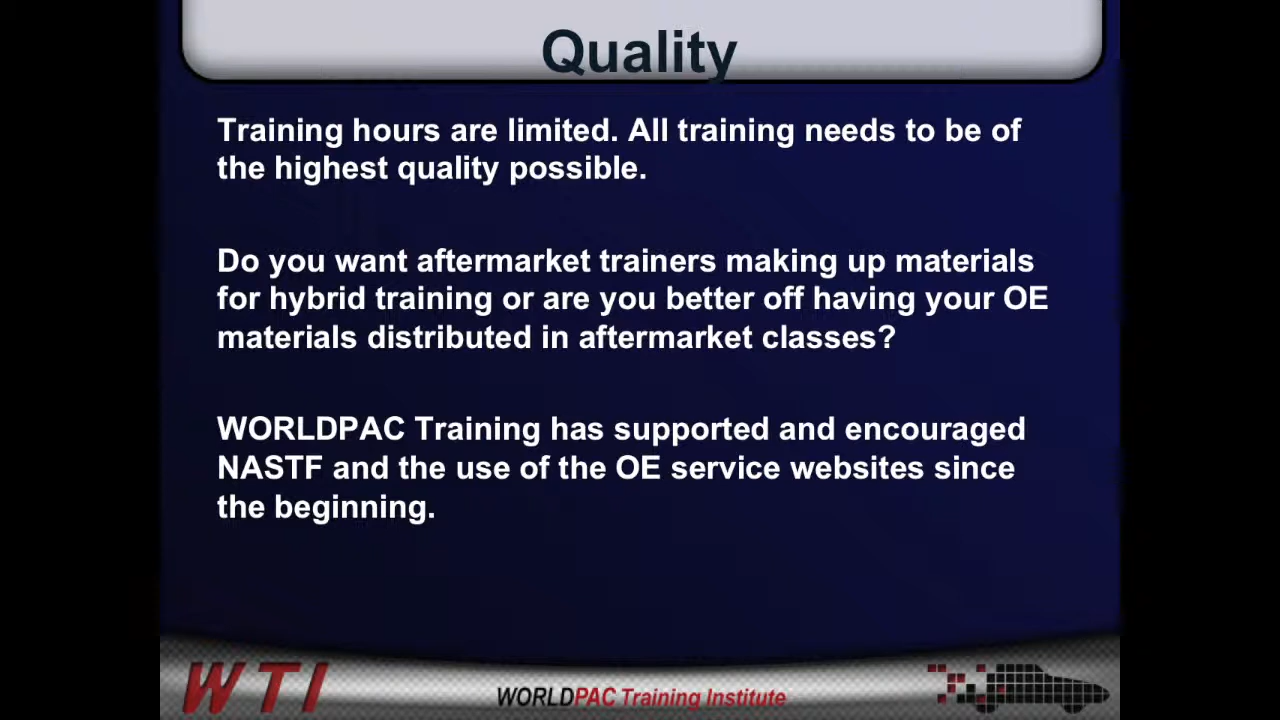 Quality
Training hours are limited. All training needs to be of
the highest quality possible.
Do you want aftermarket trainers making up materials
for hybrid training or are you better off having your OE
materials distributed in aftermarket classes?
WORLDPAC Training has supported and encouraged
NASTF and the use of the OE service websites since
the beginning.
WTI
WORLDPAC Training Institute